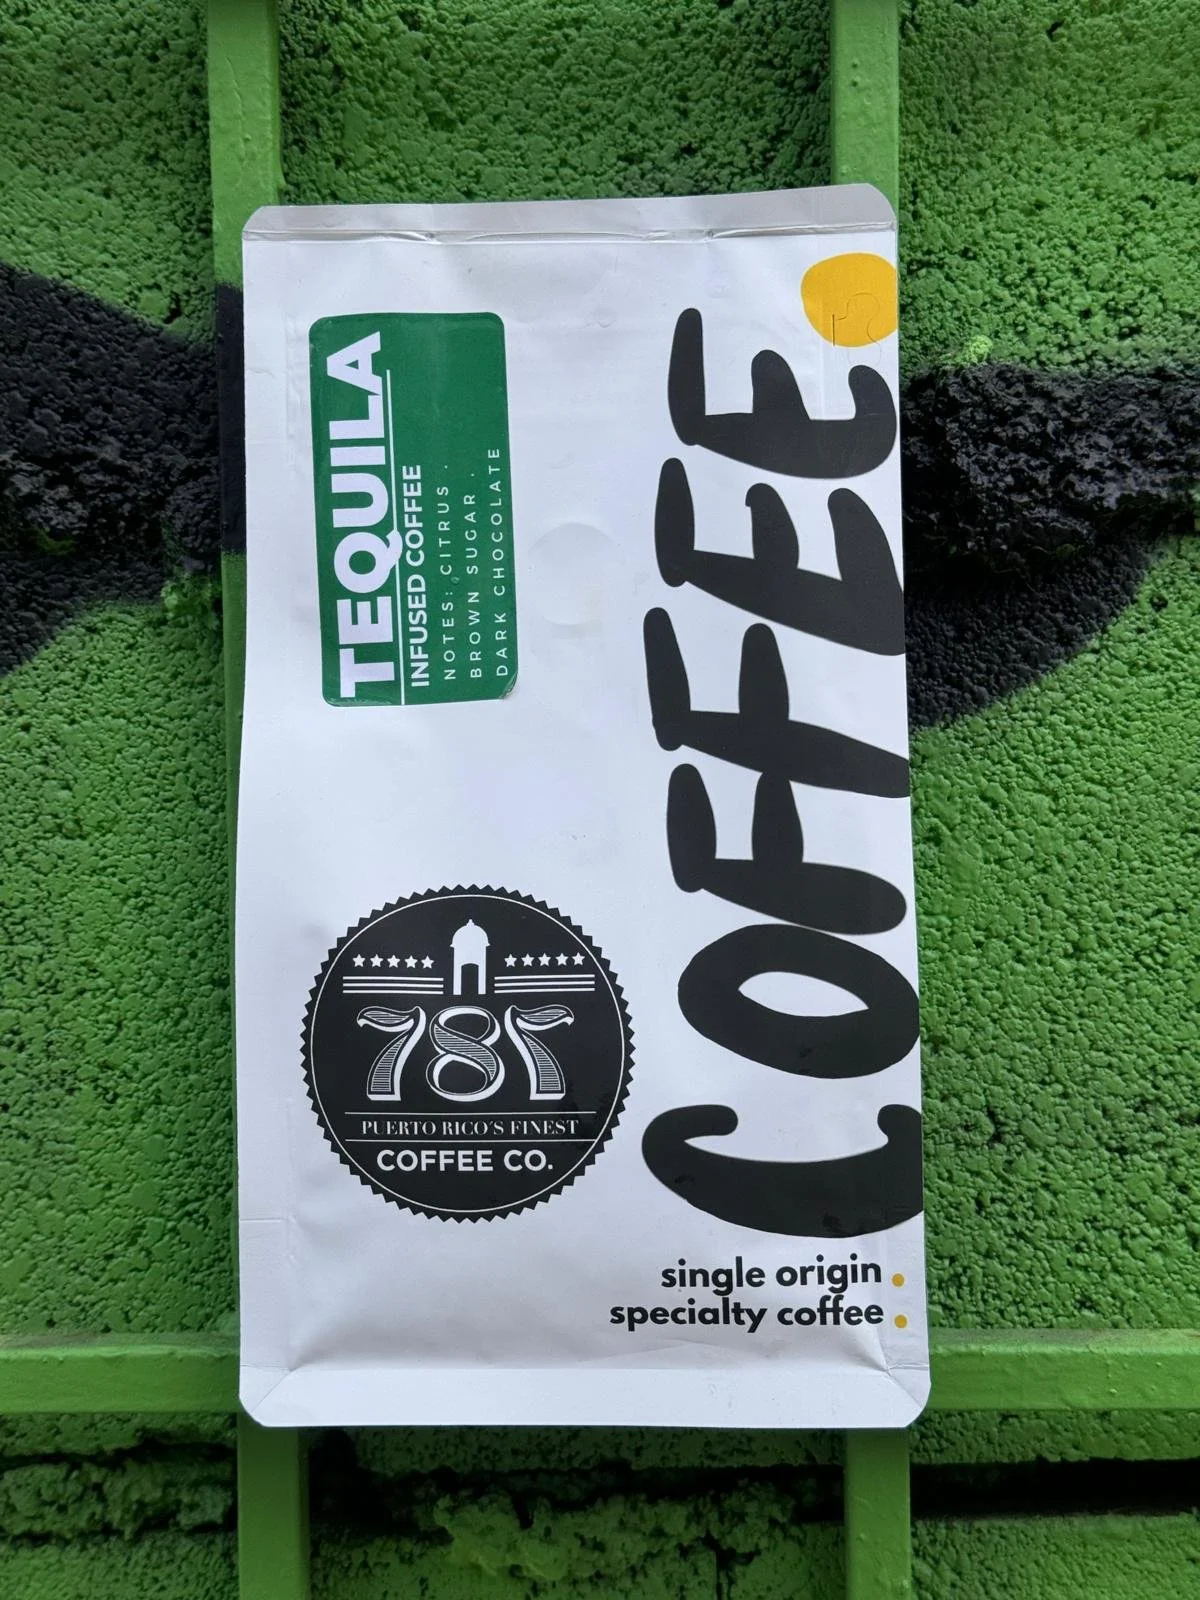 TEQUILA
INFUSED COFFEE
NOTES: CITRUS .
BROWN SUGAR .
DARK CHOCOLATE
COFFEE.
787
PUERTO RICO'S FINEST
COFFEE CO.
single origin .
specialty coffee .